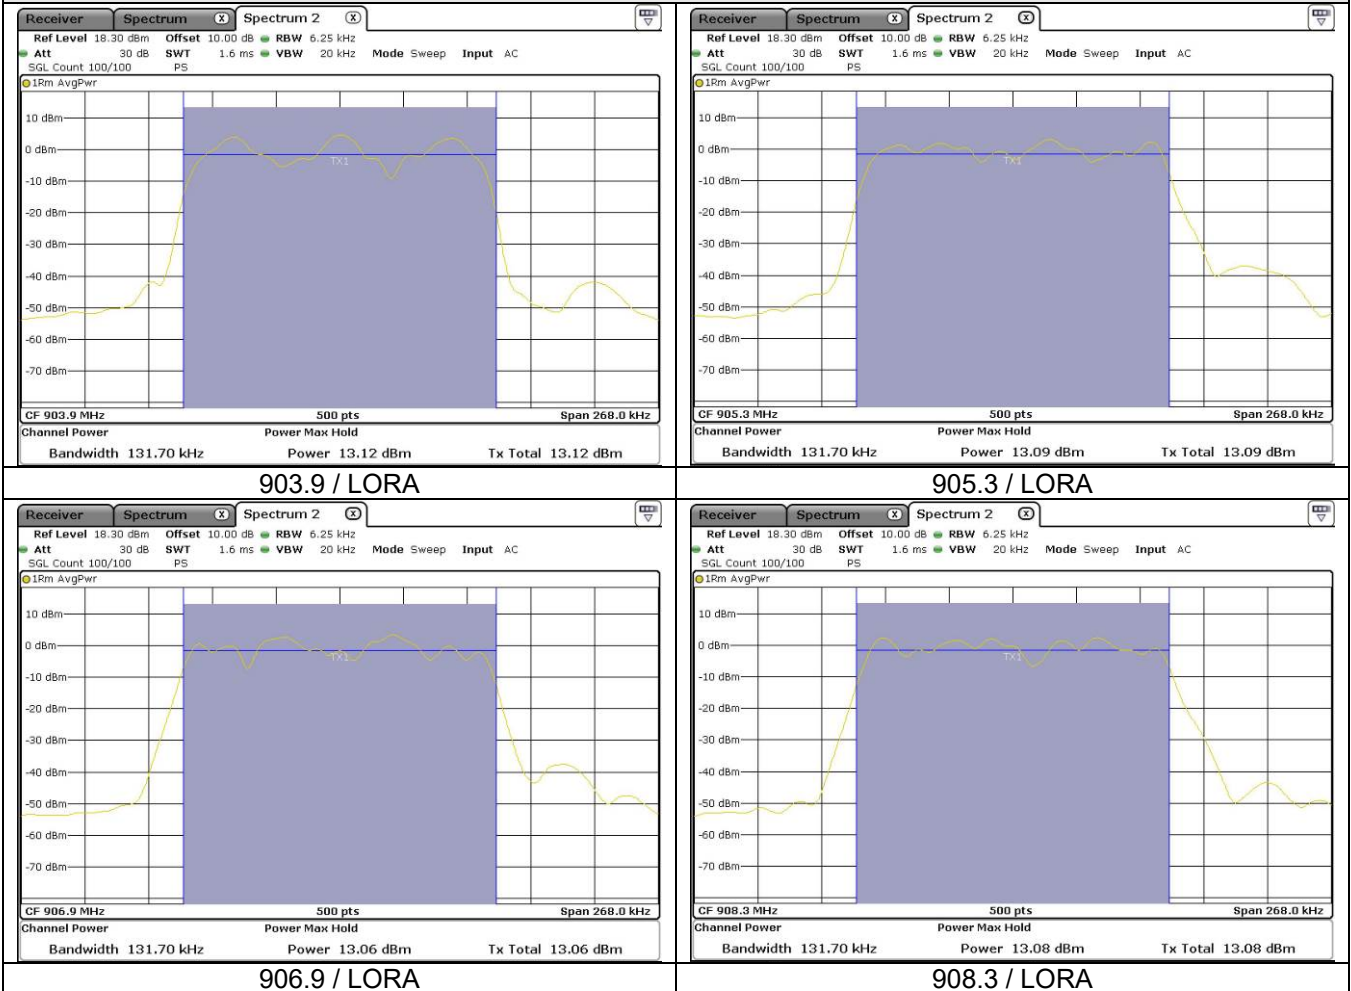 Receiver Spectrum X Spectrum 2 X
Ref Level 18.30 dBm Offset 10.00 dB RBW 6.25 kHz
Att 30 dB SWT 1.6 ms VBW 20 kHz Mode Sweep Input AC
SGL Count 100/100 PS
1Rm AvgPwr
10 dBm
0 dBm
TX1
-10 dBm
-20 dBm
-30 dBm
-40 dBm
-50 dBm
-60 dBm
-70 dBm
CF 903.9 MHz 500 pts Span 268.0 kHz
Channel Power Power Max Hold
Bandwidth 131.70 kHz Power 13.12 dBm Tx Total 13.12 dBm
903.9 / LORA
Receiver Spectrum X Spectrum 2 X
Ref Level 18.30 dBm Offset 10.00 dB RBW 6.25 kHz
Att 30 dB SWT 1.6 ms VBW 20 kHz Mode Sweep Input AC
SGL Count 100/100 PS
1Rm AvgPwr
10 dBm
0 dBm
TX1
-10 dBm
-20 dBm
-30 dBm
-40 dBm
-50 dBm
-60 dBm
-70 dBm
CF 905.3 MHz 500 pts Span 268.0 kHz
Channel Power Power Max Hold
Bandwidth 131.70 kHz Power 13.09 dBm Tx Total 13.09 dBm
905.3 / LORA
Receiver Spectrum X Spectrum 2 X
Ref Level 18.30 dBm Offset 10.00 dB RBW 6.25 kHz
Att 30 dB SWT 1.6 ms VBW 20 kHz Mode Sweep Input AC
SGL Count 100/100 PS
1Rm AvgPwr
10 dBm
0 dBm
TX1
-10 dBm
-20 dBm
-30 dBm
-40 dBm
-50 dBm
-60 dBm
-70 dBm
CF 906.9 MHz 500 pts Span 268.0 kHz
Channel Power Power Max Hold
Bandwidth 131.70 kHz Power 13.06 dBm Tx Total 13.06 dBm
906.9 / LORA
Receiver Spectrum X Spectrum 2 X
Ref Level 18.30 dBm Offset 10.00 dB RBW 6.25 kHz
Att 30 dB SWT 1.6 ms VBW 20 kHz Mode Sweep Input AC
SGL Count 100/100 PS
1Rm AvgPwr
10 dBm
0 dBm
TX1
-10 dBm
-20 dBm
-30 dBm
-40 dBm
-50 dBm
-60 dBm
-70 dBm
CF 908.3 MHz 500 pts Span 268.0 kHz
Channel Power Power Max Hold
Bandwidth 131.70 kHz Power 13.08 dBm Tx Total 13.08 dBm
908.3 / LORA